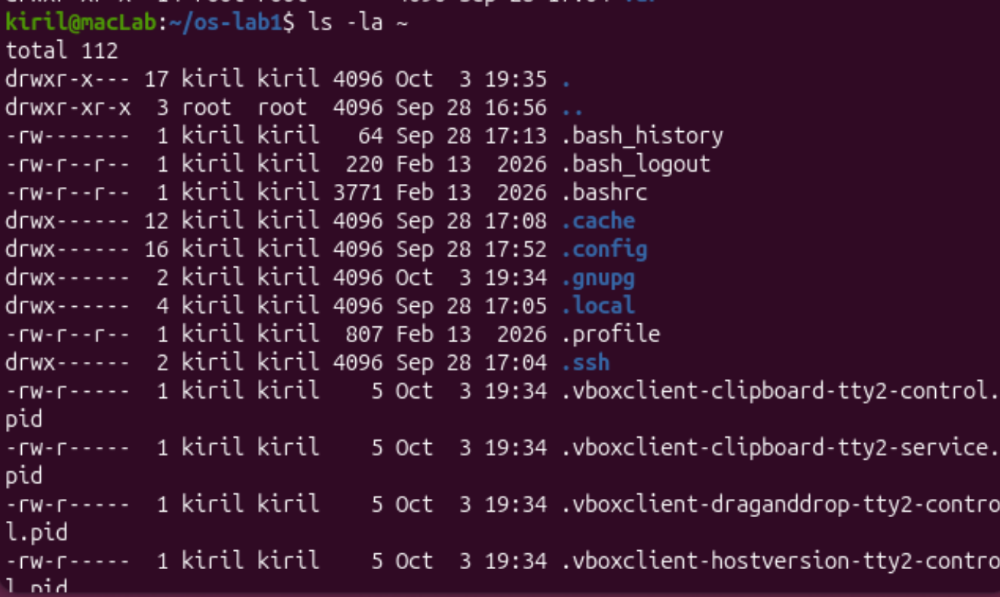 kiril@macLab:~/os-lab1$ ls -la ~
total 112
drwxr-x--- 17 kiril kiril 4096 Oct  3 19:35 .
drwxr-xr-x  3 root  root  4096 Sep 28 16:56 ..
-rw-------  1 kiril kiril   64 Sep 28 17:13 .bash_history
-rw-r--r--  1 kiril kiril  220 Feb 13  2026 .bash_logout
-rw-r--r--  1 kiril kiril 3771 Feb 13  2026 .bashrc
drwx------ 12 kiril kiril 4096 Sep 28 17:08 .cache
drwx------ 16 kiril kiril 4096 Sep 28 17:52 .config
drwx------  2 kiril kiril 4096 Oct  3 19:34 .gnupg
drwx------  4 kiril kiril 4096 Sep 28 17:05 .local
-rw-r--r--  1 kiril kiril  807 Feb 13  2026 .profile
drwx------  2 kiril kiril 4096 Sep 28 17:04 .ssh
-rw-r-----  1 kiril kiril    5 Oct  3 19:34 .vboxclient-clipboard-tty2-control.
pid
-rw-r-----  1 kiril kiril    5 Oct  3 19:34 .vboxclient-clipboard-tty2-service.
pid
-rw-r-----  1 kiril kiril    5 Oct  3 19:34 .vboxclient-draganddrop-tty2-contro
l.pid
-rw-r-----  1 kiril kiril    5 Oct  3 19:34 .vboxclient-hostversion-tty2-contro
l.pid